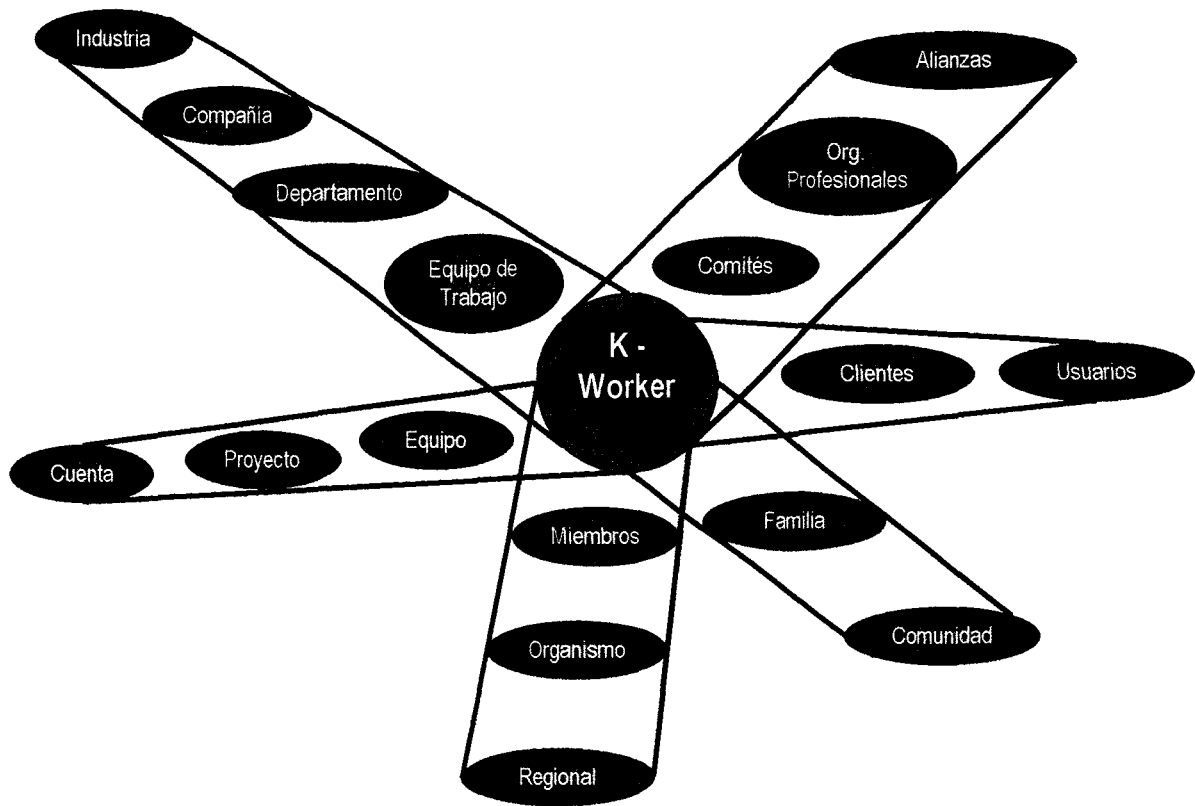 Industria
Alianzas
Compañia
Org.
Profesionales
Departamento
Equipo de
Trabajo
Comités
K -
Worker
Clientes
Usuarios
Equipo
Proyecto
Cuenta
Familia
Miembros
Comunidad
Organismo
Regional